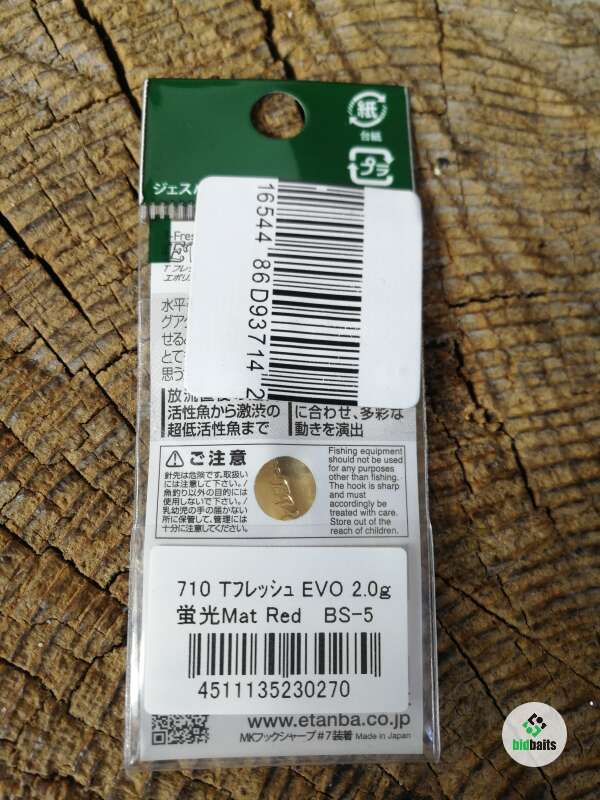 紙
台紙
プラ
ジェスパ
16544 86D93714 2
-Fres
T フレ
エボリ
水平
グアク
せる
とて
思う
放流直後
活性魚から激渋の
超低活性魚まで
に合わせ、多彩な
動きを演出
ご注意
針先は危険です。取扱い
には注意して下さい。/
魚釣り以外の目的には
使用しないで下さい。/
乳幼児の手の届かない
所に保管して、管理には
十分に注意してください。
Fishing equipment
should not be used
for any purposes
other than fishing.
The hook is sharp
and must
accordingly be
treated with care.
Store out of the
reach of children.
710 Tフレッシュ EVO 2.0g
蛍光Mat Red BS-5
4511135230270
www.etanba.co.jp
MKフックシャープ#7装着 Made in Japan
bidbaits